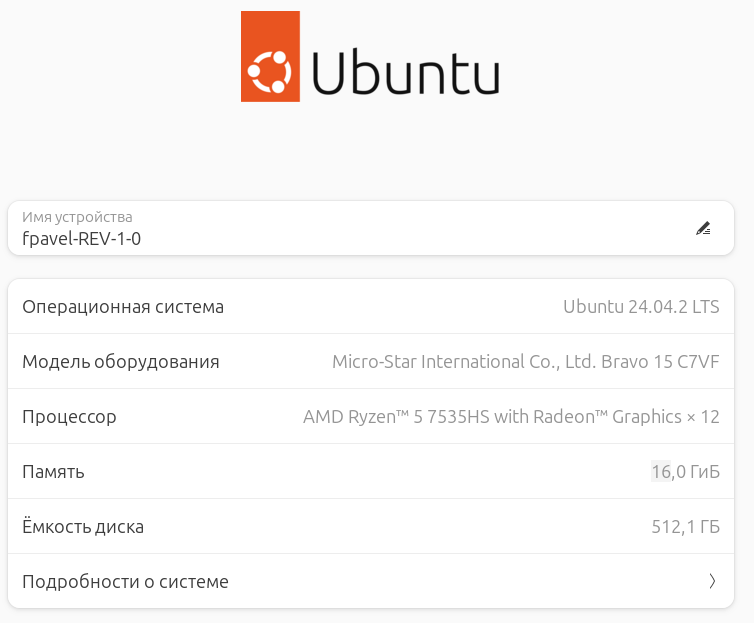 Ubuntu
Имя устройства
fpavel-REV-1-0
Операционная система Ubuntu 24.04.2 LTS
Модель оборудования Micro-Star International Co., Ltd. Bravo 15 C7VF
Процессор AMD Ryzen™ 5 7535HS with Radeon™ Graphics × 12
Память 16,0 ГиБ
Ёмкость диска 512,1 ГБ
Подробности о системе